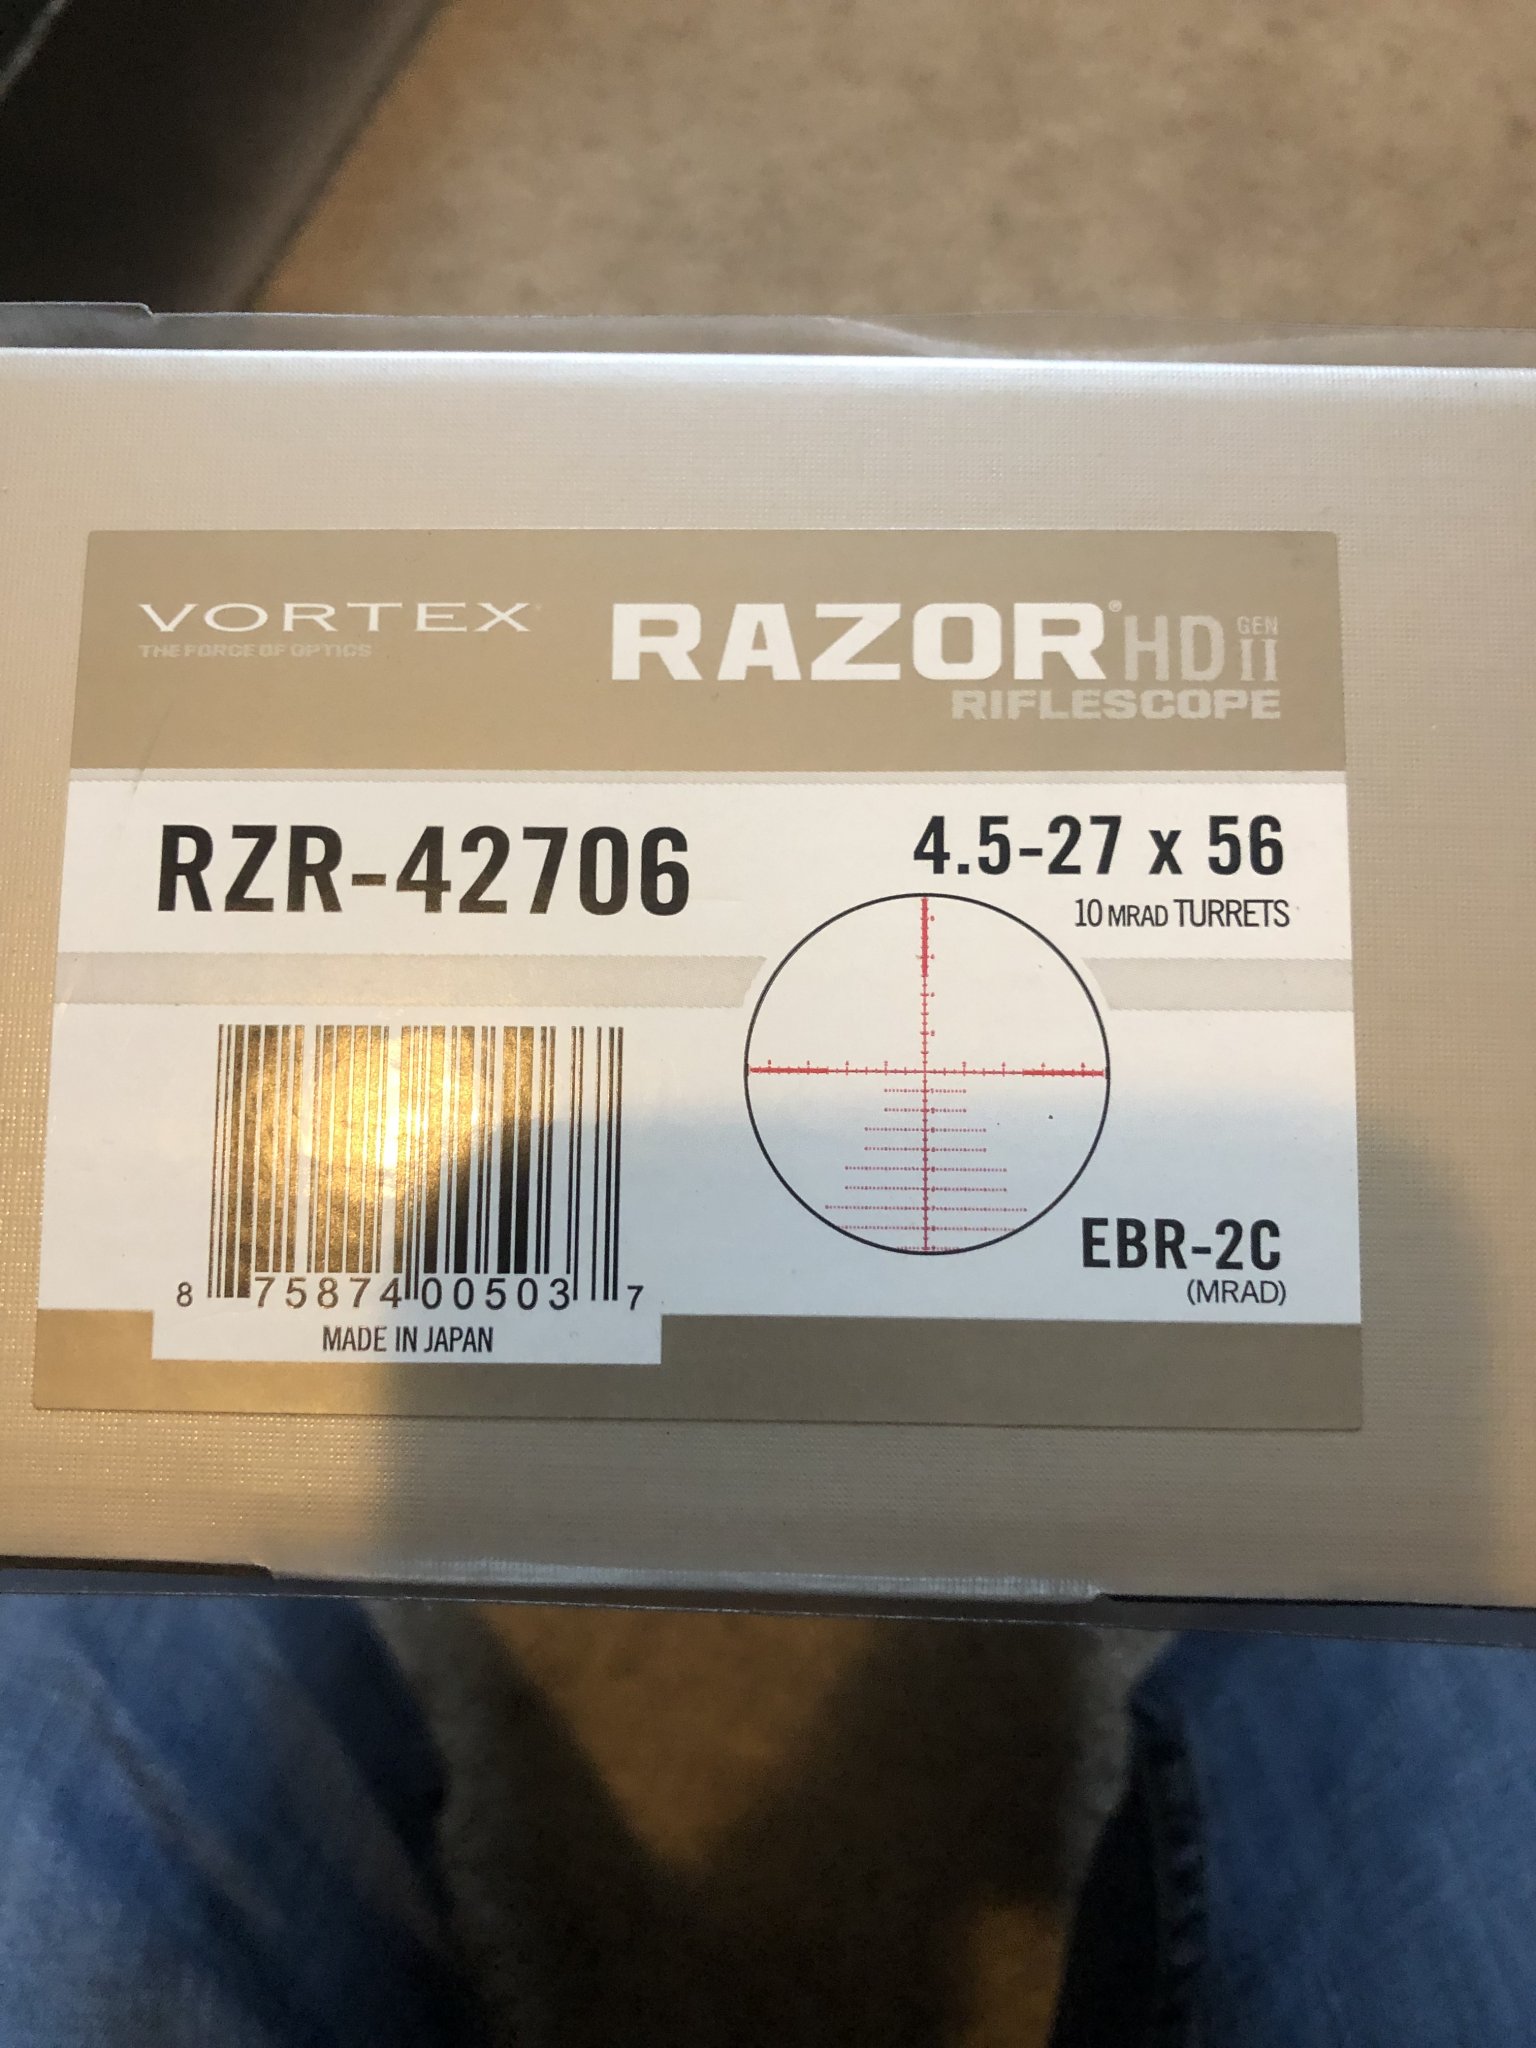 VORTEX
THE FORCE OF OPTICS
RAZOR® HD GEN II
RIFLESCOPE
RZR-42706
4.5-27 x 56
10 MRAD TURRETS
EBR-2C
(MRAD)
8 75874 00503 7
MADE IN JAPAN